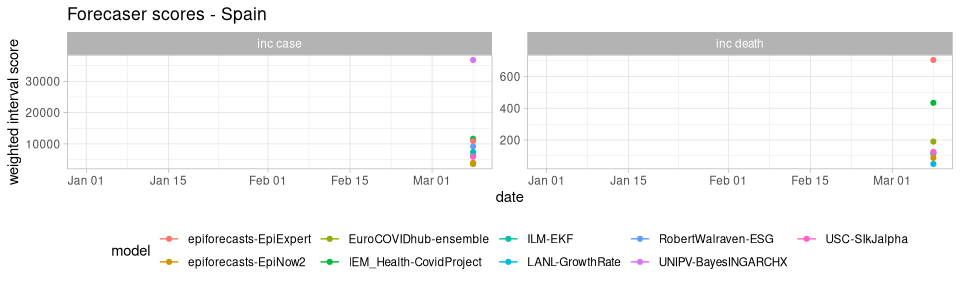 Forecaser scores - Spain
inc case
inc death
weighted interval score
30000
20000
10000
600
400
200
Jan 01
Jan 15
Feb 01
Feb 15
Mar 01
Jan 01
Jan 15
Feb 01
Feb 15
Mar 01
date
model
epiforecasts-EpiExpert
EuroCOVIDhub-ensemble
ILM-EKF
RobertWalraven-ESG
USC-SIkJalpha
epiforecasts-EpiNow2
IEM_Health-CovidProject
LANL-GrowthRate
UNIPV-BayesINGARCHX